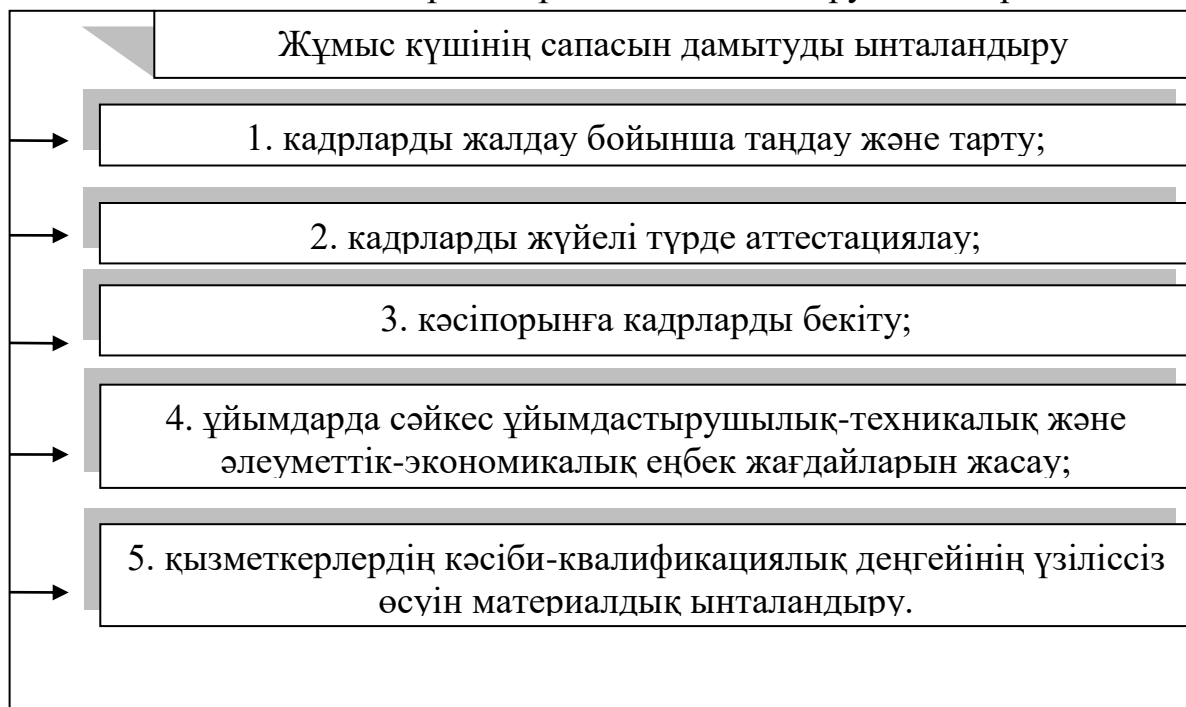 Жұмыс күшінің сапасын дамытуды ынталандыру
1. кадрларды жалдау бойынша таңдау және тарту;
2. кадрларды жүйелі түрде аттестациялау;
3. кәсіпорынға кадрларды бекіту;
4. ұйымдарда сәйкес ұйымдастырушылық-техникалық және
әлеуметтік-экономикалық еңбек жағдайларын жасау;
5. қызметкерлердің кәсіби-квалификациялық деңгейінің үзіліссіз
өсуін материалдық ынталандыру.